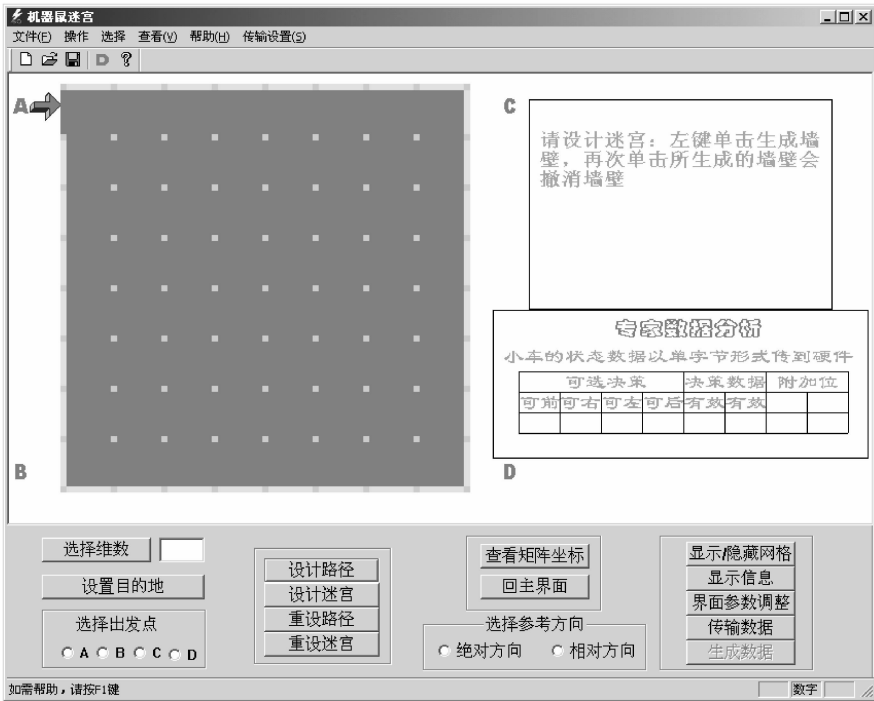 机器鼠迷宫
文件(F) 操作 选择 查看(V) 帮助(H) 传输设置(S)
D ?
A
C
请设计迷宫：左键单击生成墙
壁，再次单击所生成的墙壁会
撤消墙壁
专家数据分析
小车的状态数据以单字节形式传到硬件
可选决策 决策数据 附加位
可前 可右 可左 可后 有效 有效
B
D
选择维数
设置目的地
选择出发点
A B C D
设计路径
设计迷宫
重设路径
重设迷宫
查看矩阵坐标
回主界面
选择参考方向
绝对方向 相对方向
显示/隐藏网格
显示信息
界面参数调整
传输数据
生成数据
如需帮助，请按F1键
数字